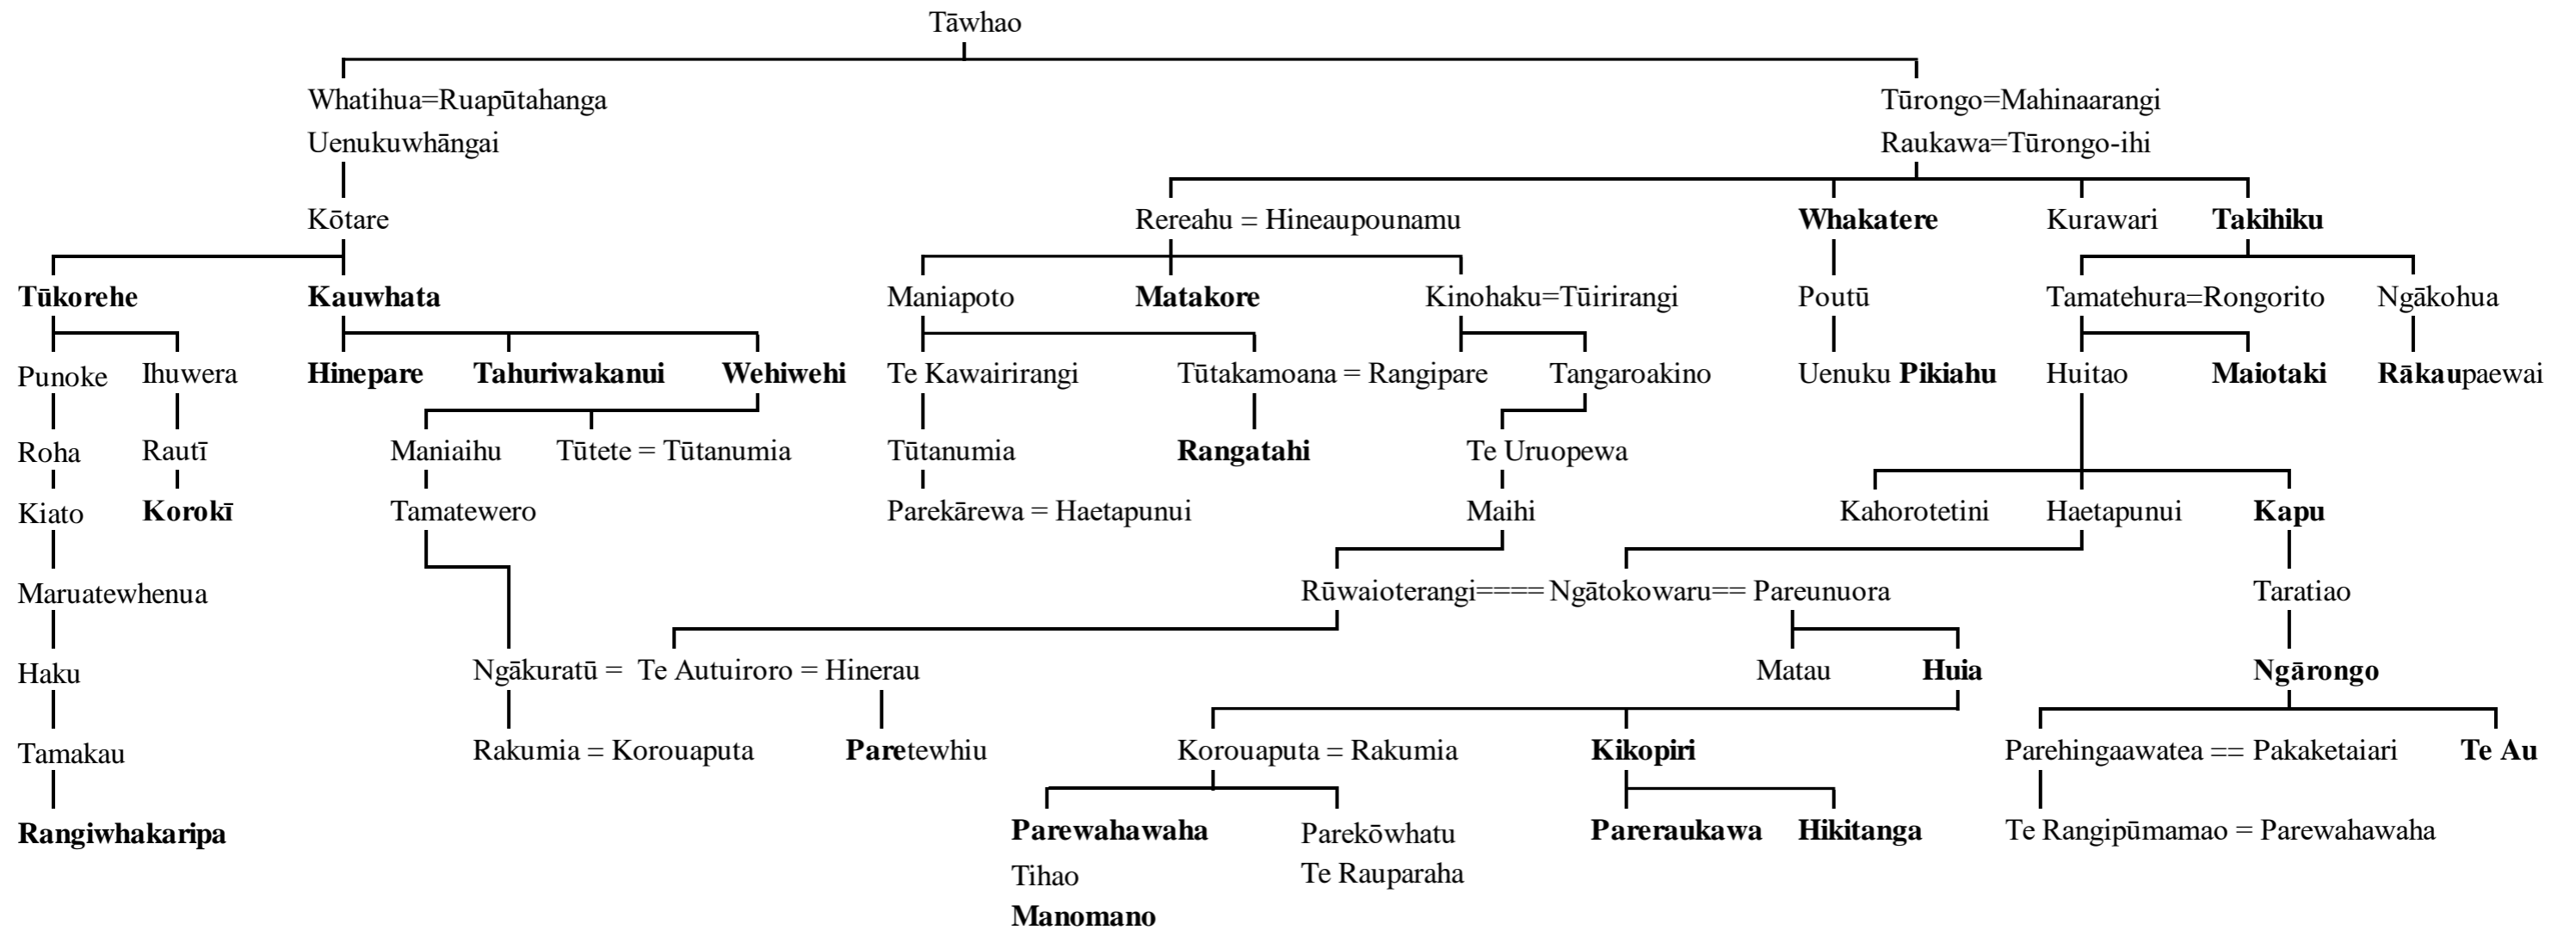 Tāwhao
Whatihua=Ruapūtahanga Tūrongo=Mahinaarangi
Uenukuwhāngai Raukawa=Tūrongo-ihi
Kōtare Rereahu = Hineaupounamu Whakatere Kurawari Takihiku
Tūkorehe Kauwhata Maniapoto Matakore Kinohaku=Tūirirangi Poutū Tamatehura=Rongorito Ngākohua
Punoke Ihuwera Hinepare Tahuriwakanui Wehiwehi Te Kawairirangi Tūtakamoana = Rangipare Tangaroakino Uenuku Pikiahu Huitao Maiotaki Rākaupaewai
Roha Rautī Maniaihu Tūtete = Tūtanumia Tūtanumia Rangatahi Te Uruopewa
Kiato Korokī Tamatewero Parekārewa = Haetapunui Maihi Kahorotetini Haetapunui Kapu
Maruatewhenua Rūwaioterangi==== Ngātokowaru== Pareunuora Taratiao
Haku Ngākuratū = Te Autuiroro = Hinerau Matau Huia Ngārongo
Tamakau Rakumia = Korouaputa Paretewhiu Korouaputa = Rakumia Kikopiri Parehingaawatea == Pakaketaiari Te Au
Rangiwhakaripa Parewahawaha Parekōwhatu Pareraukawa Hikitanga Te Rangipūmamao = Parewahawaha
Tihao Te Rauparaha
Manomano